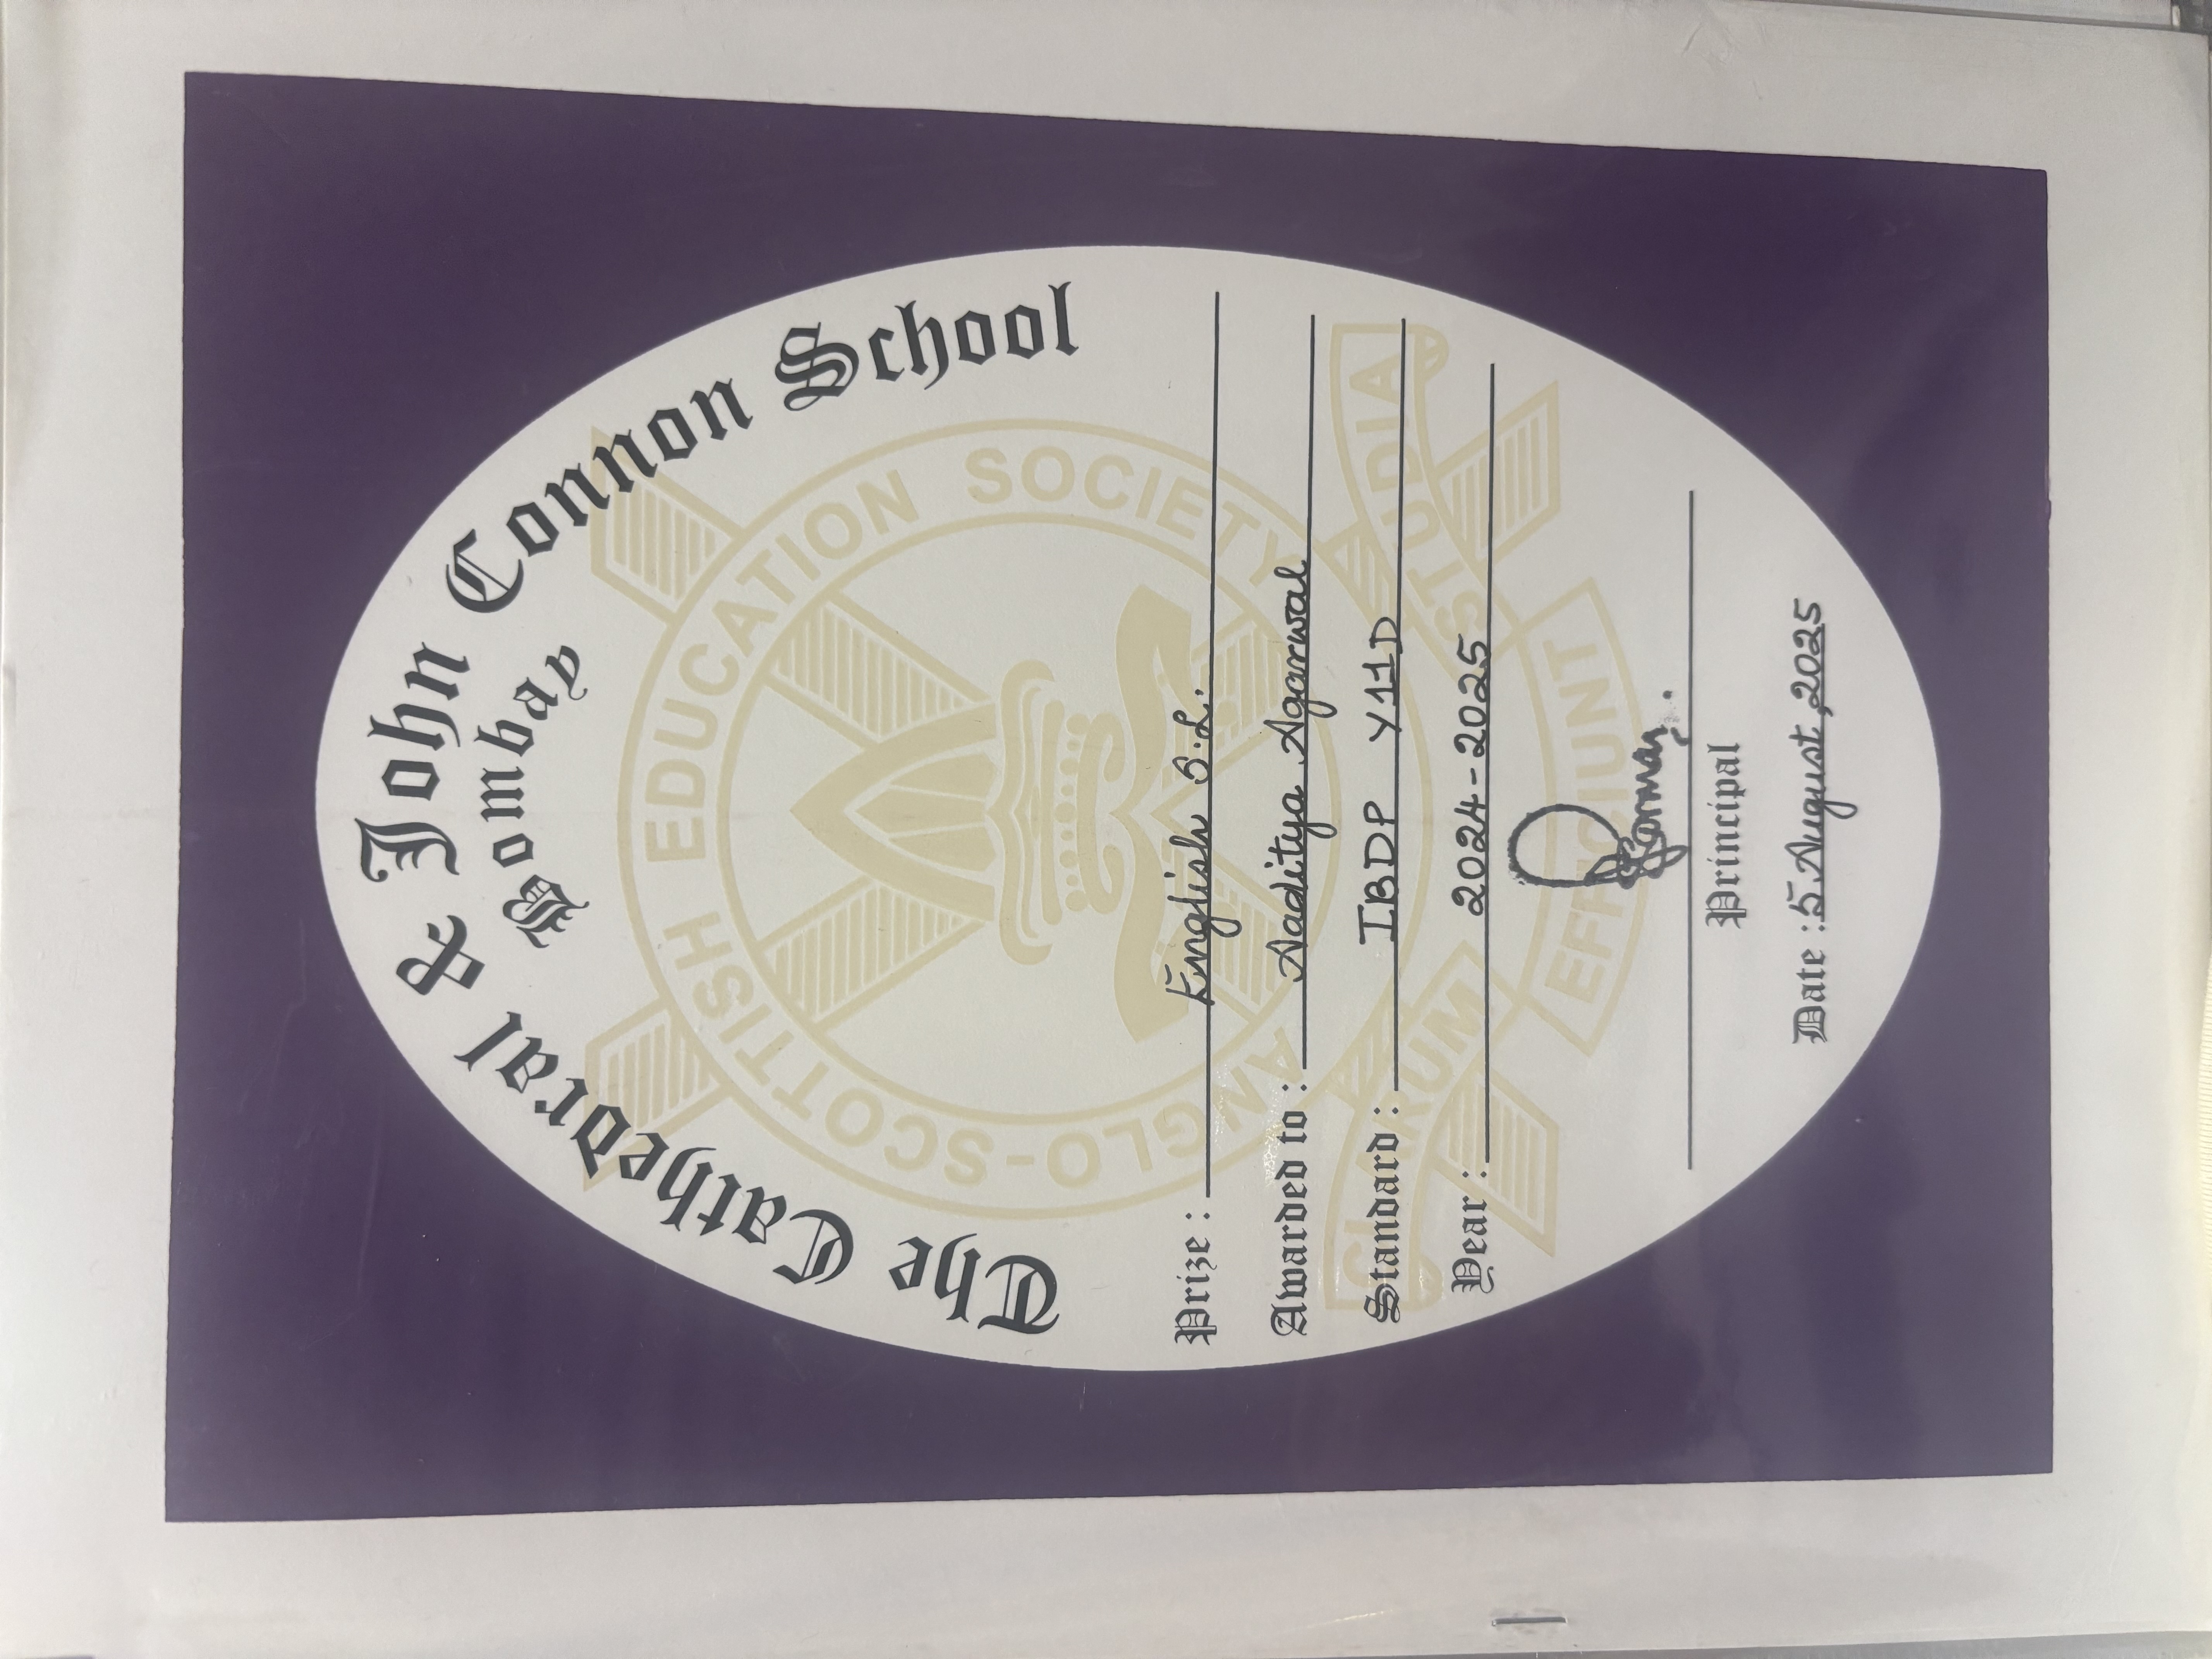 The Cathedral & John Connon School
Bombay
ANGLO-SCOTTISH EDUCATION SOCIETY
Prize : English S.L.
Awarded to : Aaditya Agarwal
Standard : IBDP Y11D
Year : 2024-2025
CLARUM EFFICIUNT STUDIA
Principal
Date : 5 August, 2025